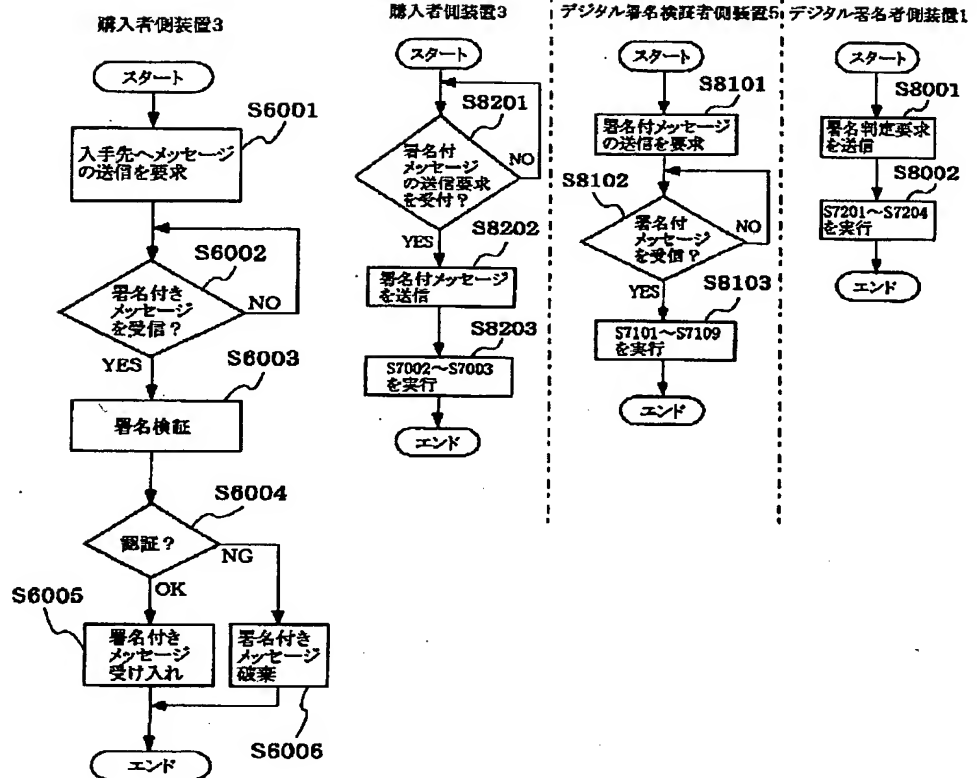 購入者側装置3
スタート
S6001
入手先へメッセージ
の送信を要求
S6002
署名付き
メッセージ
を受信？
NO
YES
S6003
署名検証
S6004
認証？
NG
OK
S6005
署名付き
メッセージ
受け入れ
署名付き
メッセージ
破棄
S6006
エンド
購入者側装置3
スタート
S8201
署名付
メッセージ
の送信要求
を受付？
NO
YES
S8202
署名付メッセージ
を送信
S8203
S7002～S7003
を実行
エンド
デジタル署名検証者側装置5
スタート
S8101
署名付メッセージ
の送信を要求
S8102
署名付
メッセージ
を受信？
NO
YES
S8103
S7101～S7109
を実行
エンド
デジタル署名者側装置1
スタート
S8001
署名判定要求
を送信
S8002
S7201～S7204
を実行
エンド